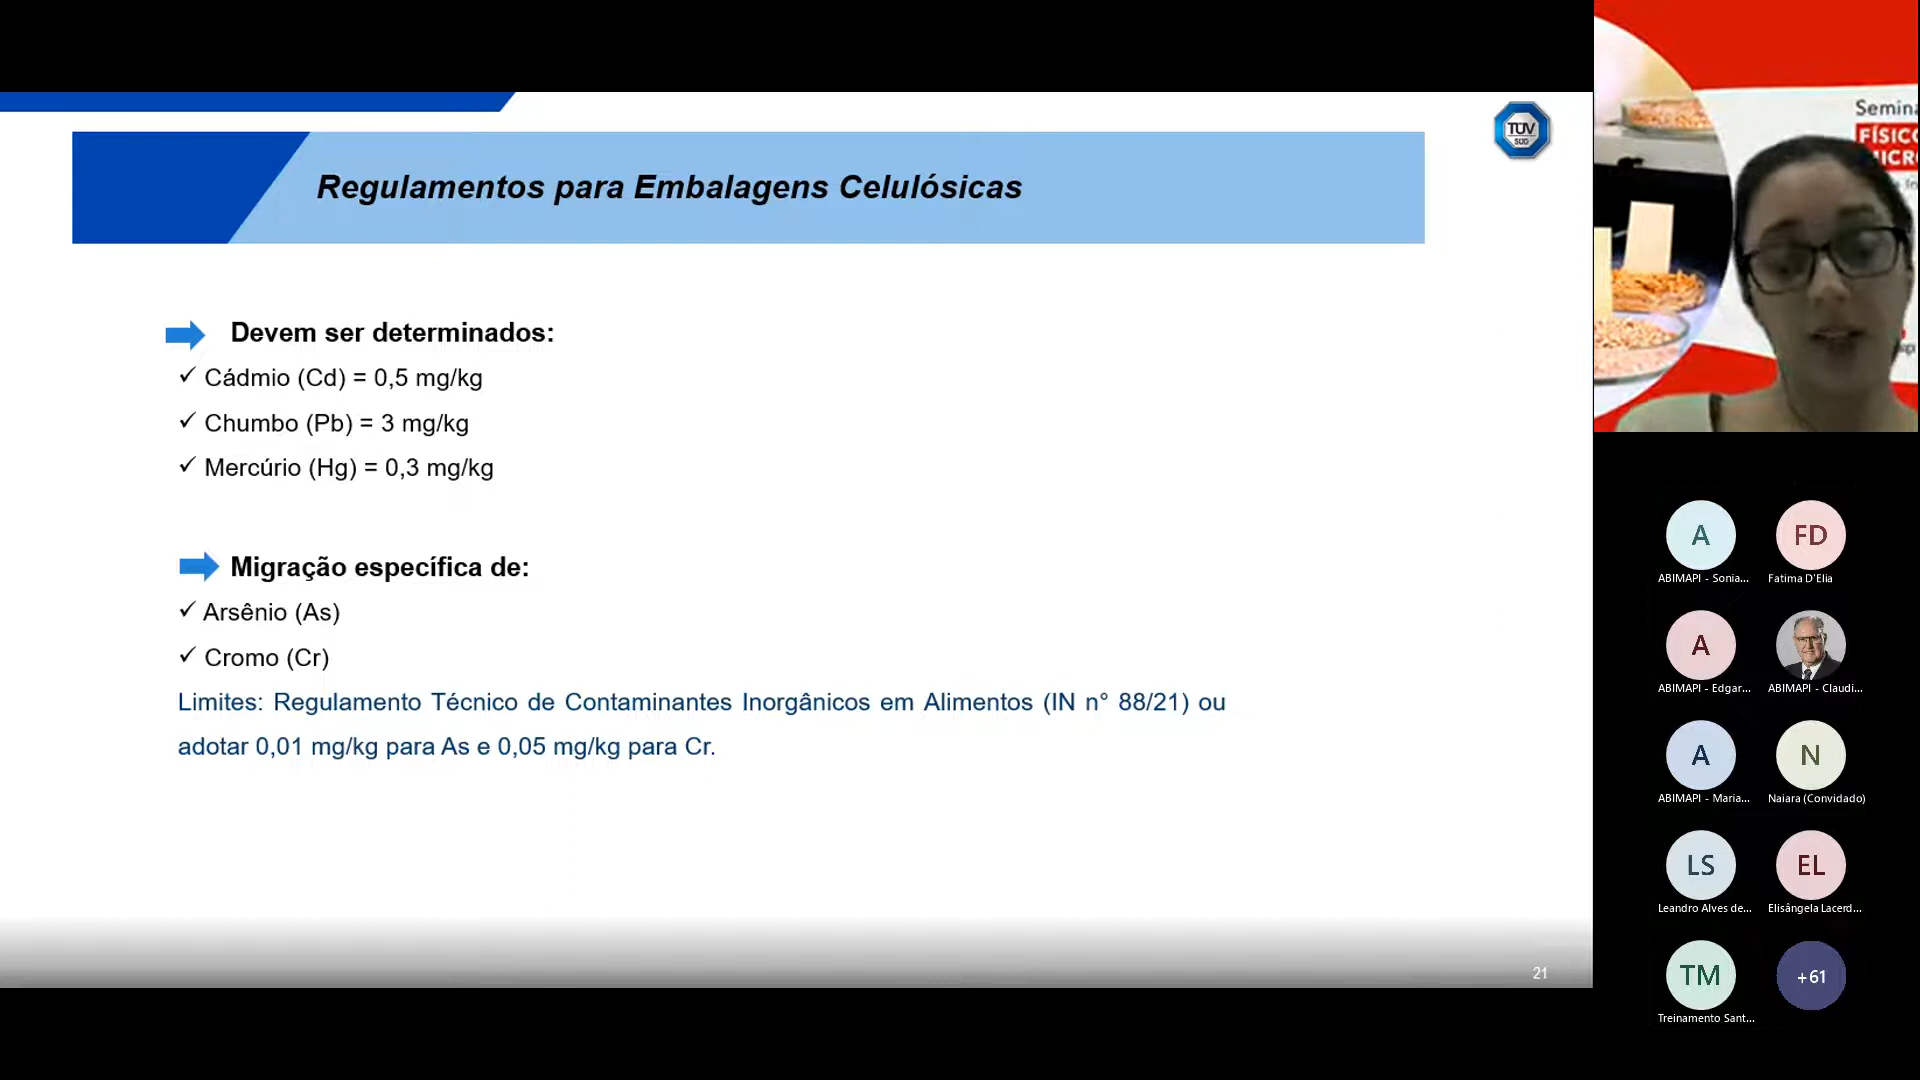 TÜV
SÜD
Regulamentos para Embalagens Celulósicas
Devem ser determinados:
✓ Cádmio (Cd) = 0,5 mg/kg
✓ Chumbo (Pb) = 3 mg/kg
✓ Mercúrio (Hg) = 0,3 mg/kg
Migração específica de:
✓ Arsênio (As)
✓ Cromo (Cr)
Limites: Regulamento Técnico de Contaminantes Inorgânicos em Alimentos (IN n° 88/21) ou
adotar 0,01 mg/kg para As e 0,05 mg/kg para Cr.
21
Semina
FÍSICO
MICR
A
ABIMAPI - Sonia...
FD
Fatima D'Elia
A
ABIMAPI - Edgar...
ABIMAPI - Claudi...
A
ABIMAPI - Maria...
N
Naiara (Convidado)
LS
Leandro Alves de...
EL
Elisângela Lacerd...
TM
Treinamento Sant...
+61